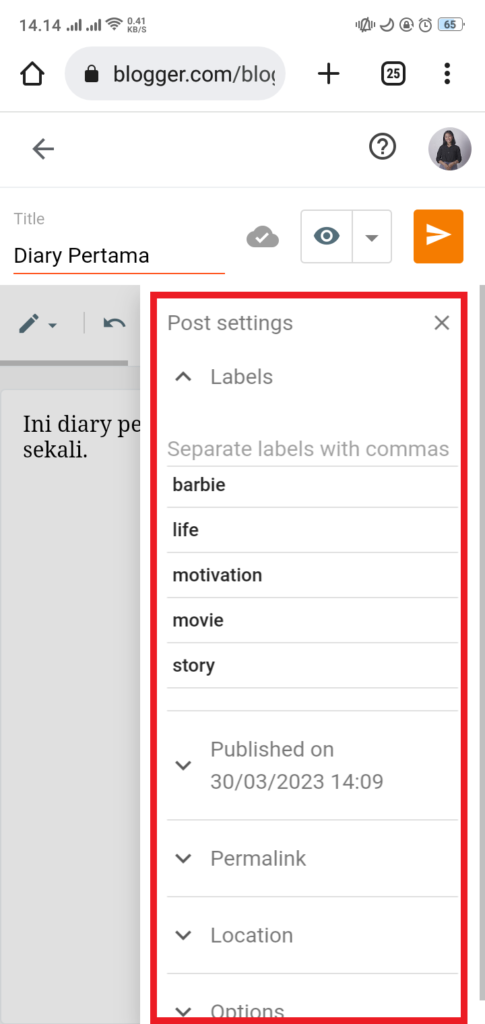 14.14 0.41 KB/S 65
blogger.com/blog 25
Title
Diary Pertama
Ini diary pe
sekali.
Post settings
Labels
Separate labels with commas
barbie
life
motivation
movie
story
Published on
30/03/2023 14:09
Permalink
Location
Options